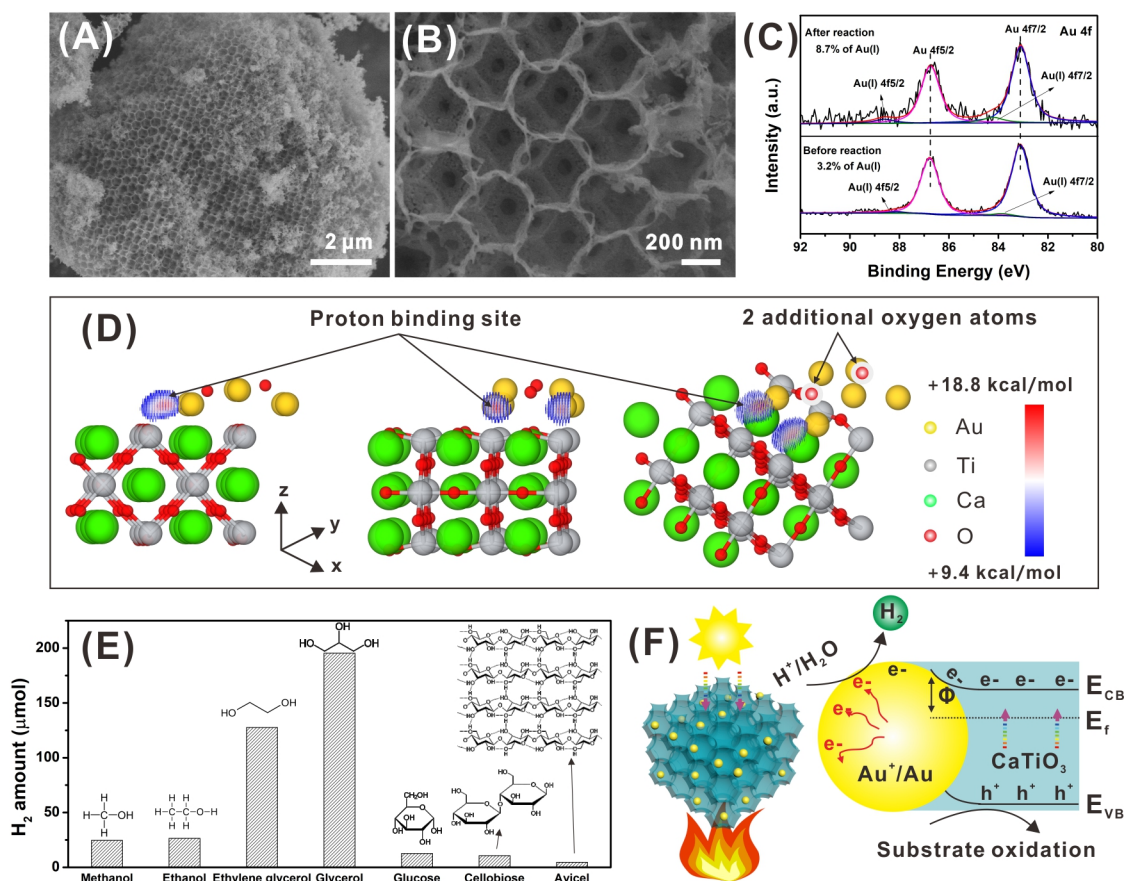 (A)
2 μm
(B)
200 nm
(C)
After reaction
8.7% of Au(I)
Au 4f5/2
Au 4f7/2
Au 4f
Au(I) 4f5/2
Au(I) 4f7/2
Before reaction
3.2% of Au(I)
Au(I) 4f5/2
Au(I) 4f7/2
Intensity (a.u.)
92 90 88 86 84 82 80
Binding Energy (eV)
(D)
Proton binding site
2 additional oxygen atoms
+18.8 kcal/mol
Au
Ti
Ca
O
+9.4 kcal/mol
z
y
x
(E)
H₂ amount (μmol)
200
150
100
50
0
Methanol Ethanol Ethylene glycerol Glycerol Glucose Cellobiose Avicel
(F)
H⁺/H₂O
H₂
e-
e-
e-
e-
e-
e- e- e-
Φ
E_CB
E_f
Au⁺/Au
CaTiO₃
h⁺ h⁺ h⁺
E_VB
Substrate oxidation